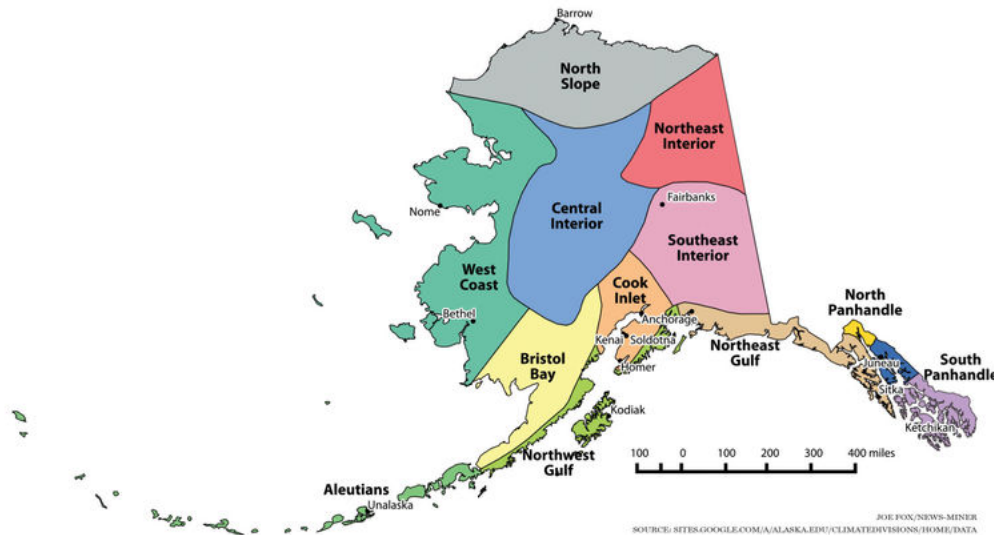 Barrow
North
Slope
Northeast
Interior
Fairbanks
Central
Interior
Nome
Southeast
Interior
West
Coast
Cook
Inlet
North
Panhandle
Bethel
Anchorage
Kenai
Soldotna
Northeast
Gulf
Juneau
South
Panhandle
Bristol
Bay
Homer
Sitka
Kodiak
Ketchikan
Northwest
Gulf
100 0 100 200 300 400 miles
Aleutians
Unalaska
JOE FOX/NEWS-MINER
SOURCE: SITES.GOOGLE.COM/A/ALASKA.EDU/CLIMATEDIVISIONS/HOME/DATA